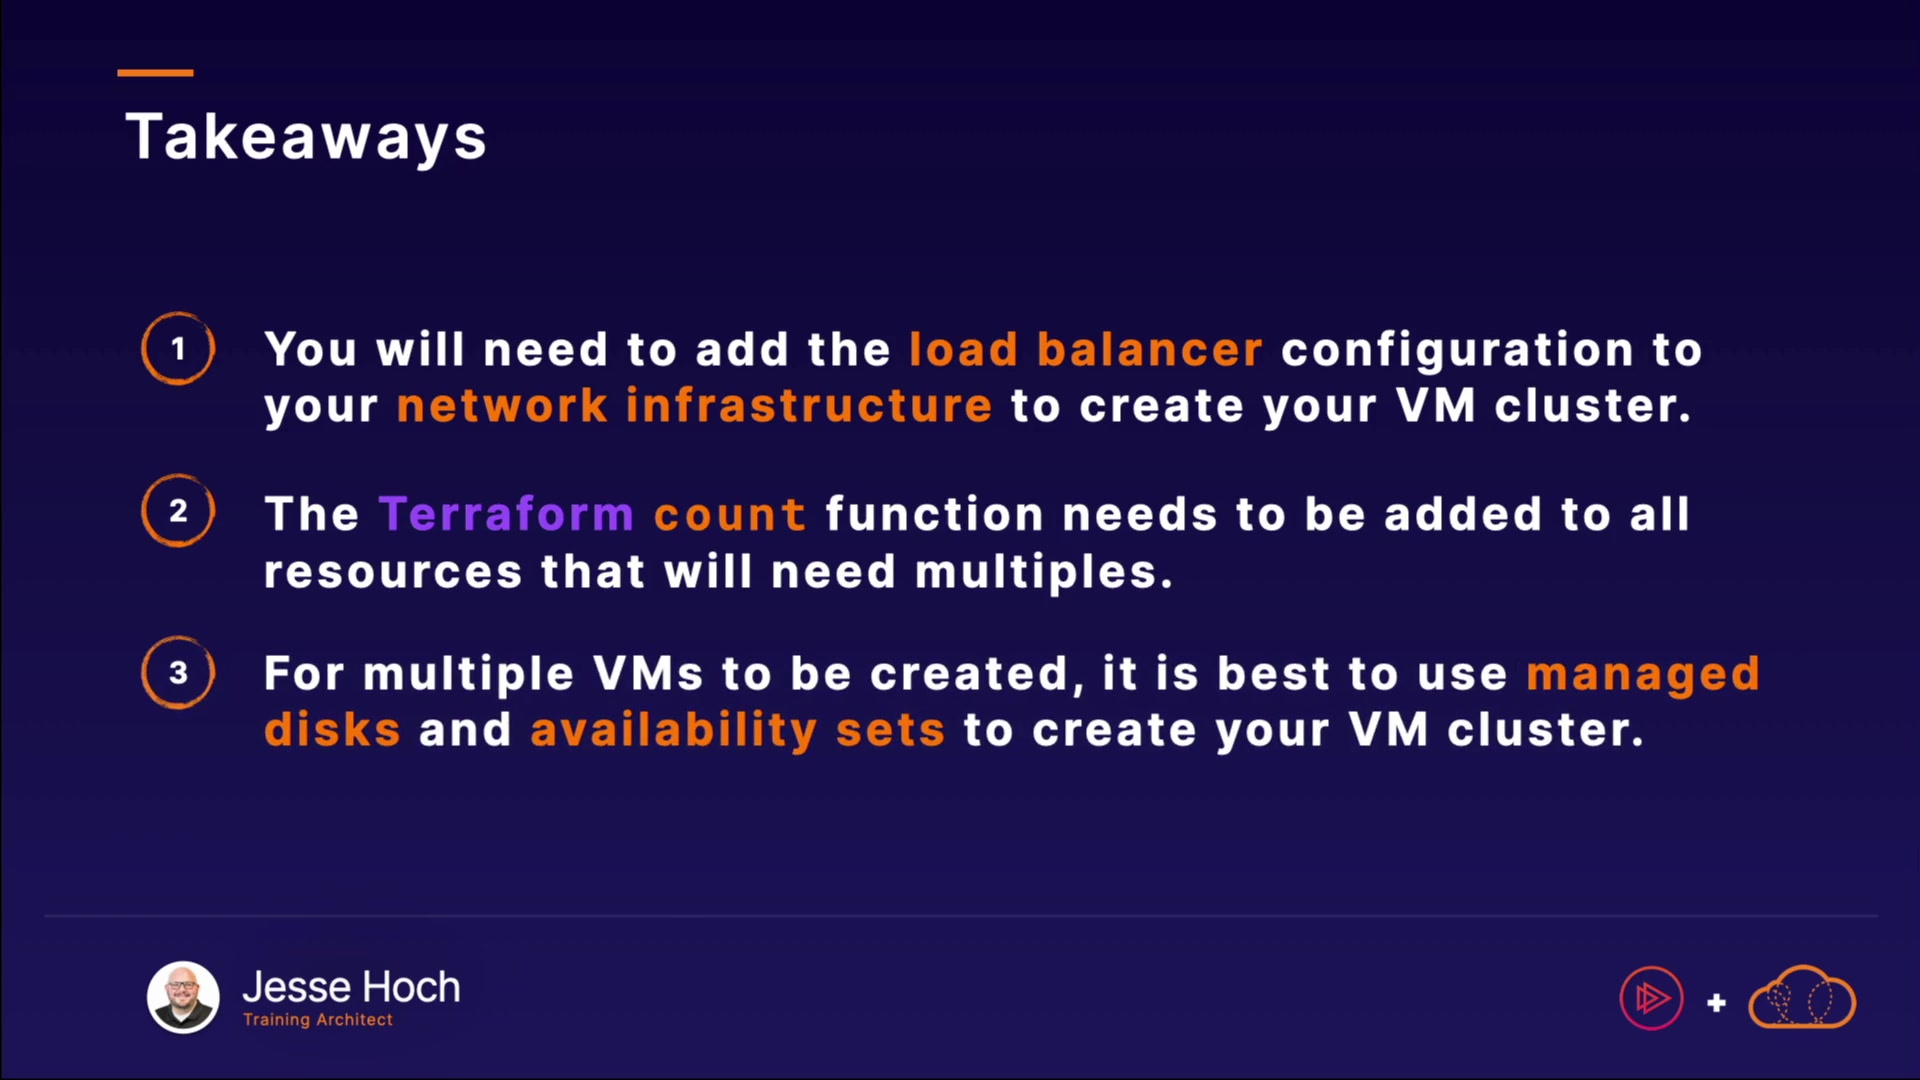 Takeaways
1
You will need to add the load balancer configuration to
your network infrastructure to create your VM cluster.
2
The Terraform count function needs to be added to all
resources that will need multiples.
3
For multiple VMs to be created, it is best to use managed
disks and availability sets to create your VM cluster.
Jesse Hoch
Training Architect
+